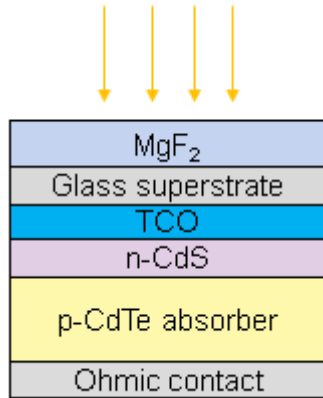 MgF₂
Glass superstrate
TCO
n-CdS
p-CdTe absorber
Ohmic contact